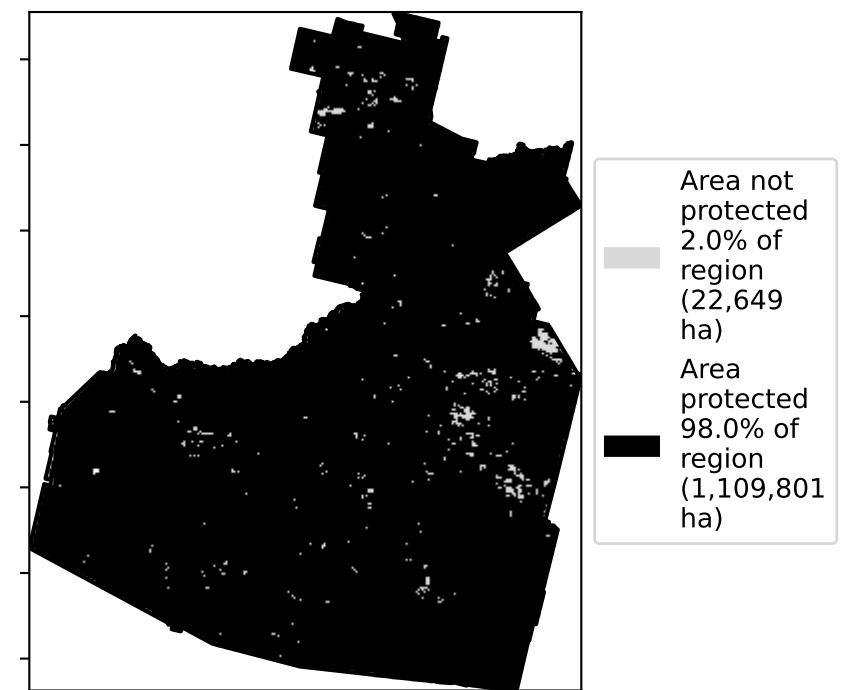 Area not
protected
2.0% of
region
(22,649
ha)
Area
protected
98.0% of
region
(1,109,801
ha)